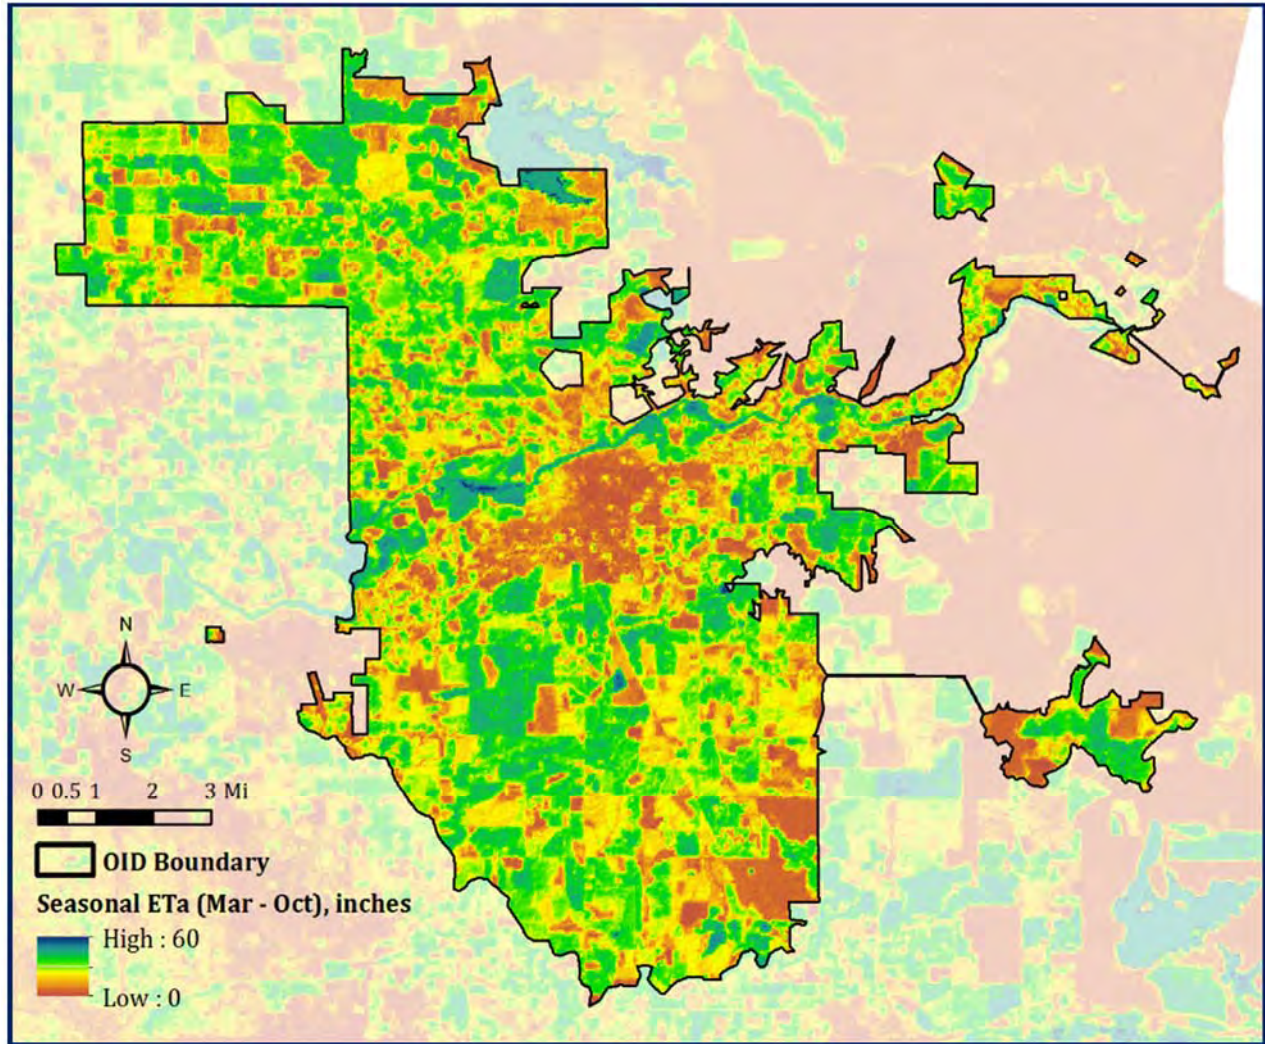 N
W E
S
0 0.5 1 2 3 Mi
OID Boundary
Seasonal ETa (Mar - Oct), inches
High : 60
Low : 0